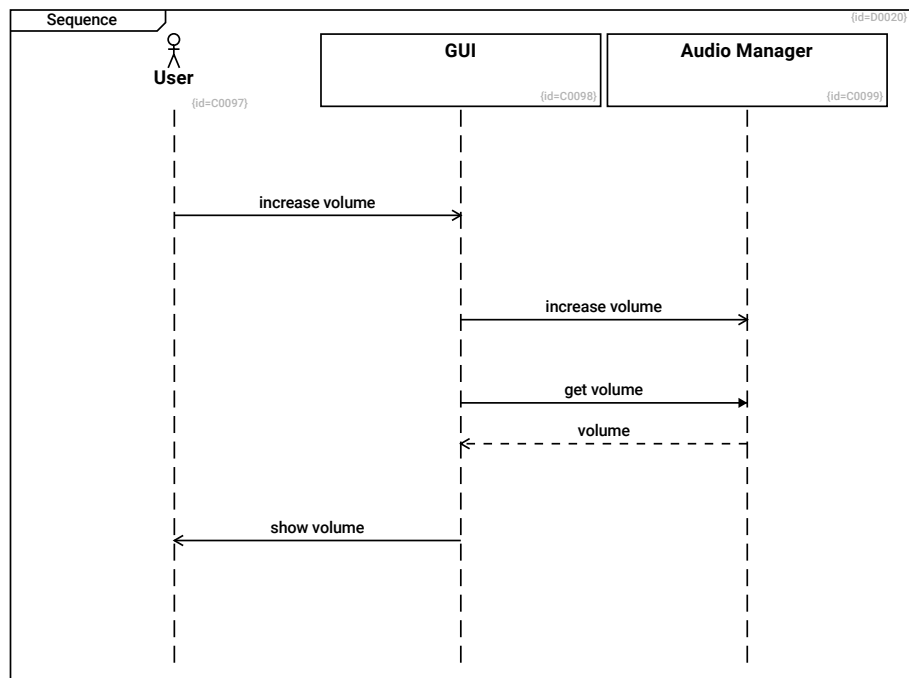 Sequence
{id=D0020}
User
{id=C0097}
GUI
{id=C0098}
Audio Manager
{id=C0099}
increase volume
increase volume
get volume
volume
show volume